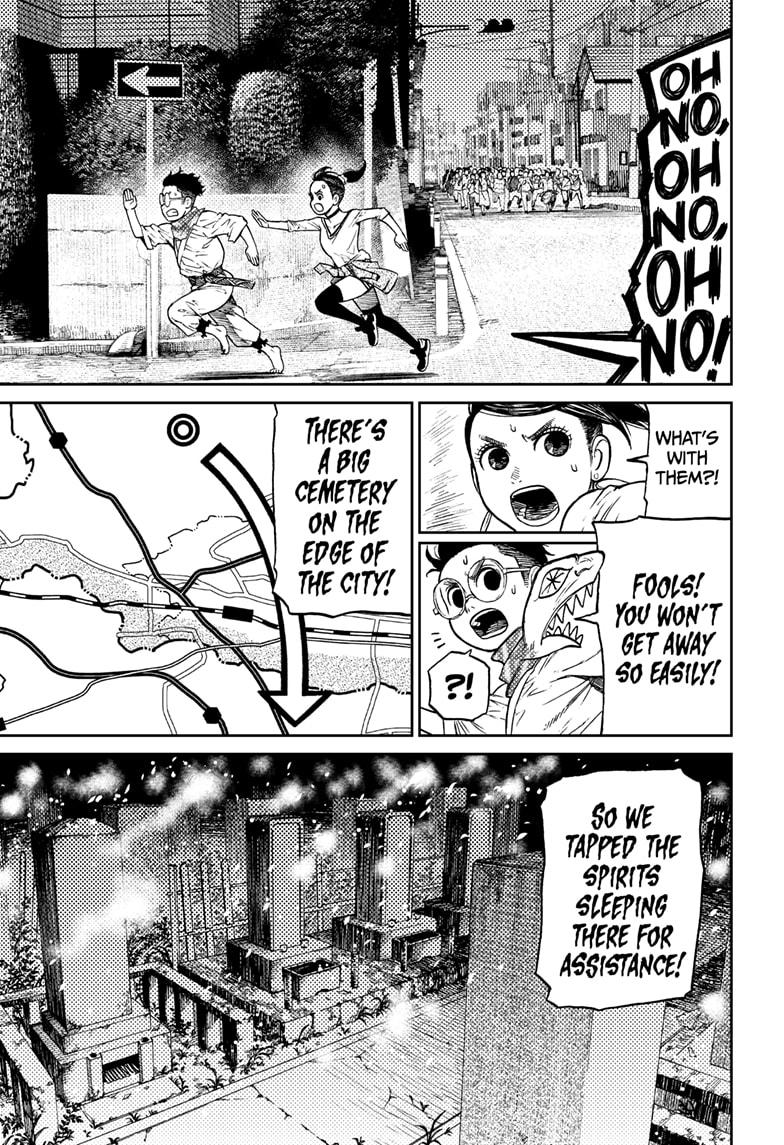 OH
NO,
OH
NO,
OH
NO!
WHAT'S
WITH
THEM?!
FOOLS!
YOU WON'T
GET AWAY
SO EASILY!
?!
THERE'S
A BIG
CEMETERY
ON THE
EDGE OF
THE CITY!
SO WE
TAPPED THE
SPIRITS
SLEEPING
THERE FOR
ASSISTANCE!